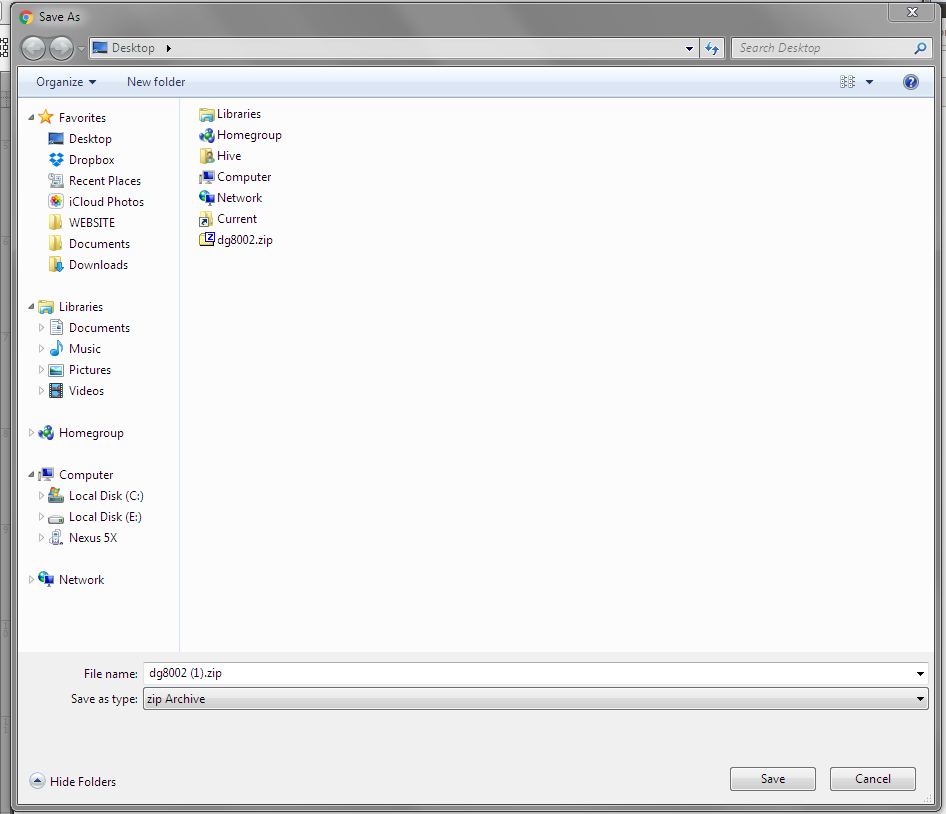 Save As
Desktop
Search Desktop
Organize New folder
Favorites
Desktop
Dropbox
Recent Places
iCloud Photos
WEBSITE
Documents
Downloads
Libraries
Documents
Music
Pictures
Videos
Homegroup
Computer
Local Disk (C:)
Local Disk (E:)
Nexus 5X
Network
Libraries
Homegroup
Hive
Computer
Network
Current
dg8002.zip
File name: dg8002 (1).zip
Save as type: zip Archive
Hide Folders
Save Cancel